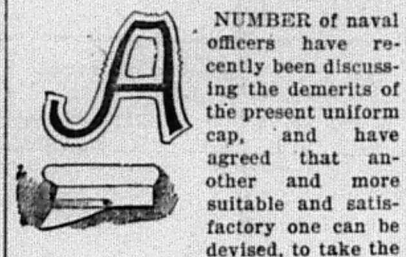 A NUMBER of naval
officers have re-
cently been discuss-
ing the demerits of
the present uniform
cap, and have
agreed that an-
other and more
suitable and satis-
factory one can be
devised, to take the